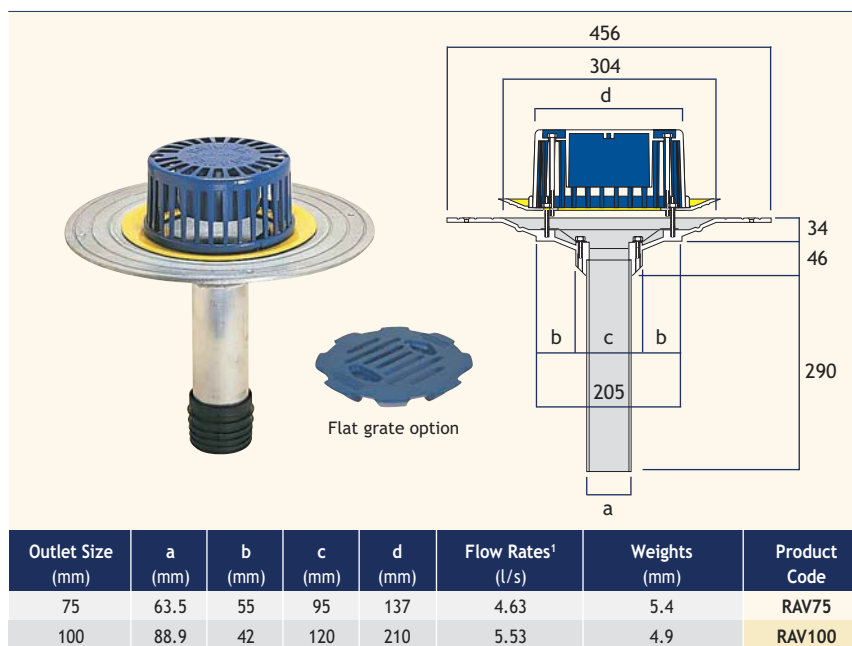 456
304
d
34
46
b c b
290
205
Flat grate option
a
Outlet Size a b c d Flow Rates¹ Weights Product
(mm) (mm) (mm) (mm) (mm) (l/s) (mm) Code
75 63.5 55 95 137 4.63 5.4 RAV75
100 88.9 42 120 210 5.53 4.9 RAV100